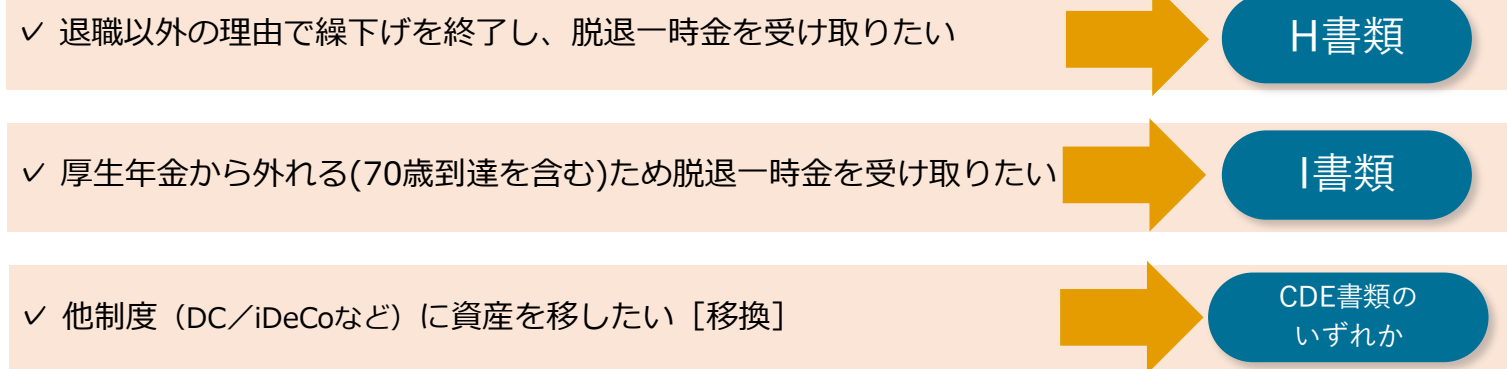 ✓ 退職以外の理由で繰下げを終了し、脱退一時金を受け取りたい
H書類
✓ 厚生年金から外れる(70歳到達を含む)ため脱退一時金を受け取りたい
I書類
✓ 他制度（DC／iDeCoなど）に資産を移したい［移換］
CDE書類の
いずれか